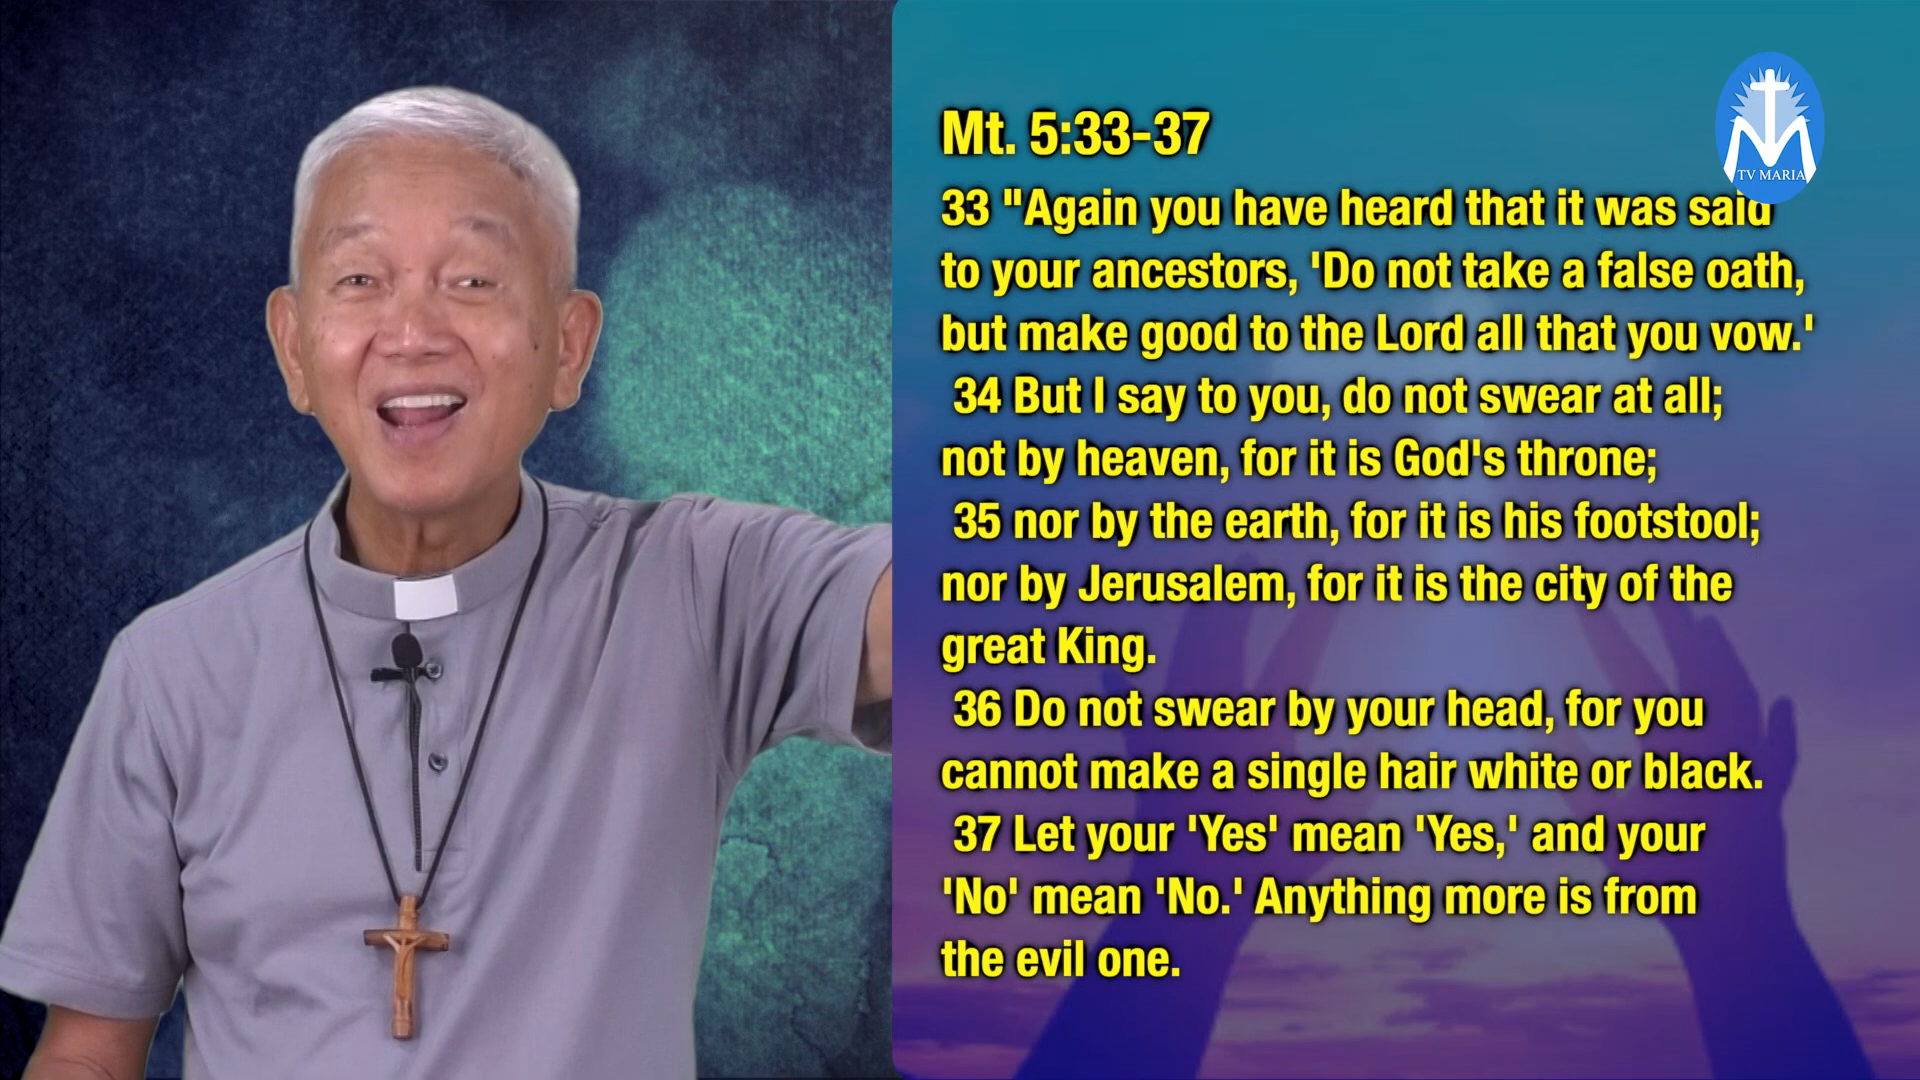 Mt. 5:33-37
TV MARIA
33 "Again you have heard that it was said
to your ancestors, 'Do not take a false oath,
but make good to the Lord all that you vow.'
34 But I say to you, do not swear at all;
not by heaven, for it is God's throne;
35 nor by the earth, for it is his footstool;
nor by Jerusalem, for it is the city of the
great King.
36 Do not swear by your head, for you
cannot make a single hair white or black.
37 Let your 'Yes' mean 'Yes,' and your
'No' mean 'No.' Anything more is from
the evil one.